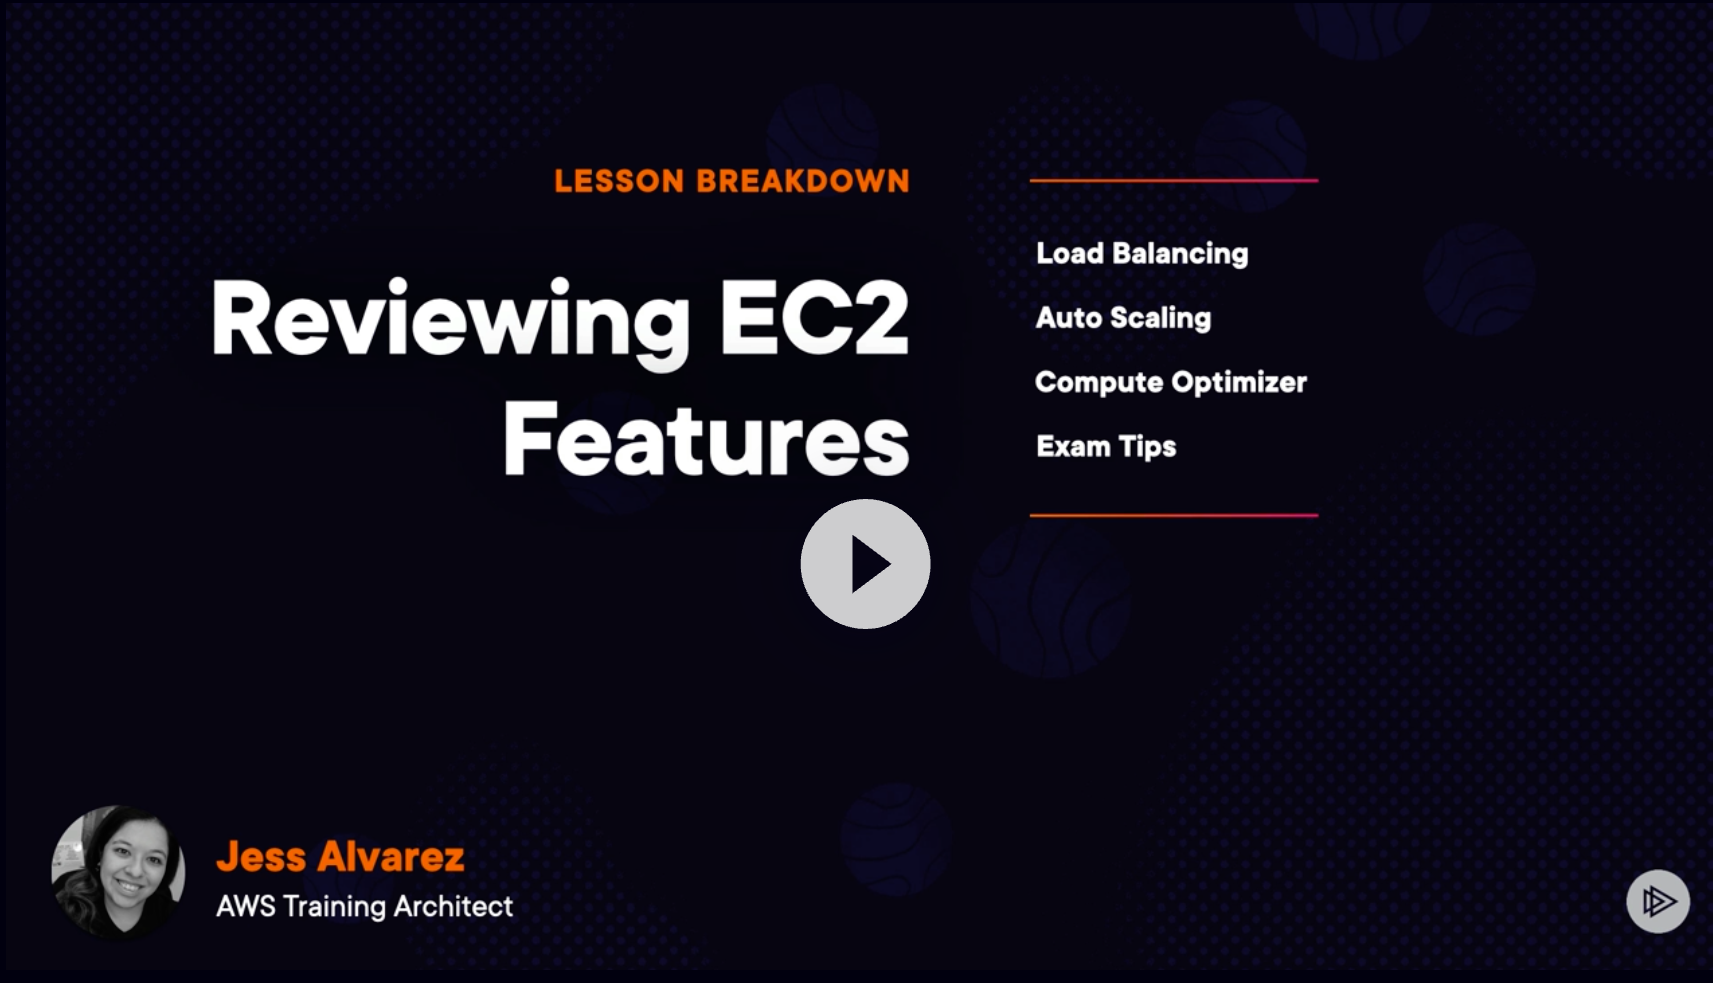 LESSON BREAKDOWN
Reviewing EC2
Features
Load Balancing
Auto Scaling
Compute Optimizer
Exam Tips
Jess Alvarez
AWS Training Architect